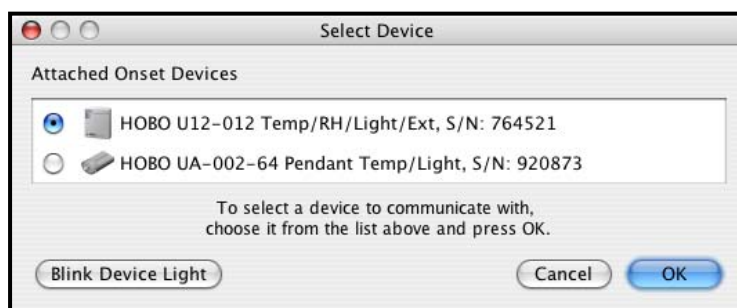 Select Device
Attached Onset Devices
HOBO U12-012 Temp/RH/Light/Ext, S/N: 764521
HOBO UA-002-64 Pendant Temp/Light, S/N: 920873
To select a device to communicate with,
choose it from the list above and press OK.
Blink Device Light Cancel OK